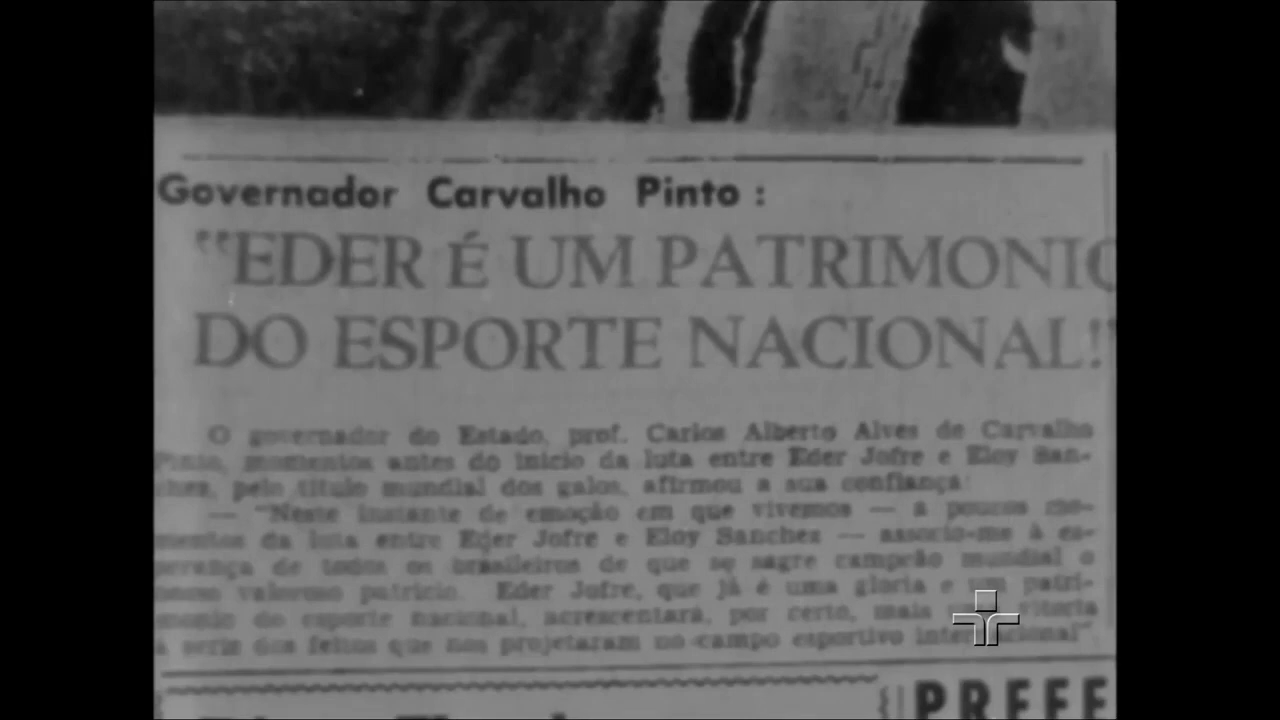 Governador Carvalho Pinto :
"EDER É UM PATRIMONIO
DO ESPORTE NACIONAL!"
O governador do Estado, prof. Carlos Alberto Alves de Carvalho
Pinto, momentos antes do inicio da luta entre Eder Jofre e Eloy San-
chez, pelo titulo mundial dos galos, afirmou a sua confiança:
— "Neste instante de emoção em que vivemos — a poucos mo-
mentos da luta entre Eder Jofre e Eloy Sanchez — associo-me à es-
perança de todos os brasileiros de que se sagre campeão mundial o
nosso valoroso patricio. Eder Jofre, que já é uma gloria e um patri-
monio do esporte nacional, acrescentará, por certo, mais vitoria
à serie dos feitos que nos projetaram no campo esportivo internacional".
PREFE